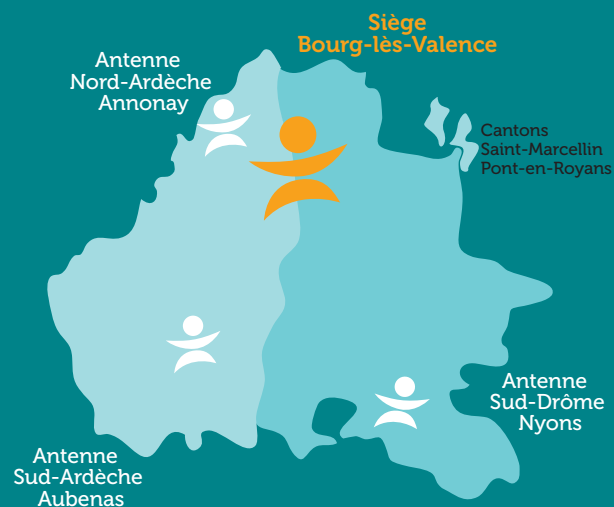 Siège
Bourg-lès-Valence
Antenne
Nord-Ardèche
Annonay
Cantons
Saint-Marcellin
Pont-en-Royans
Antenne
Sud-Drôme
Nyons
Antenne
Sud-Ardèche
Aubenas